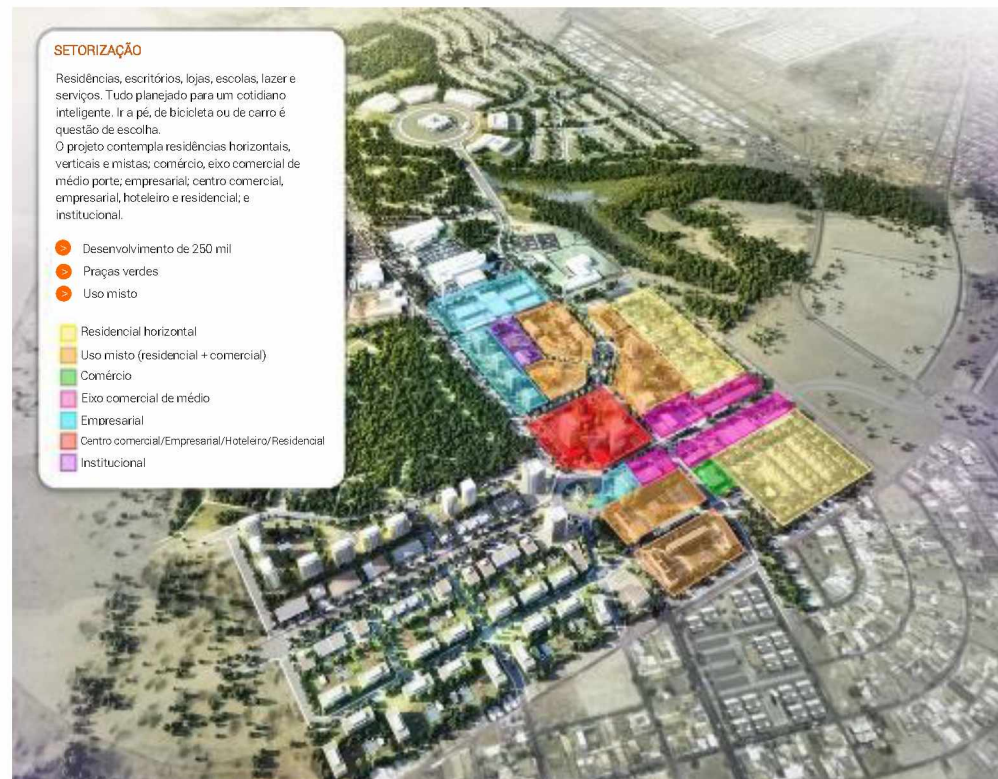 SETORIZAÇÃO
Residências, escritórios, lojas, escolas, lazer e
serviços. Tudo planejado para um cotidiano
inteligente. Ir a pé, de bicicleta ou de carro é
questão de escolha.
O projeto contempla residências horizontais,
verticais e mistas; comércio, eixo comercial de
médio porte; empresarial; centro comercial,
empresarial, hoteleiro e residencial; e
institucional.
> Desenvolvimento de 250 mil
> Praças verdes
> Uso misto
Residencial horizontal
Uso misto (residencial + comercial)
Comércio
Eixo comercial de médio
Empresarial
Centro comercial/Empresarial/Hoteleiro/Residencial
Institucional